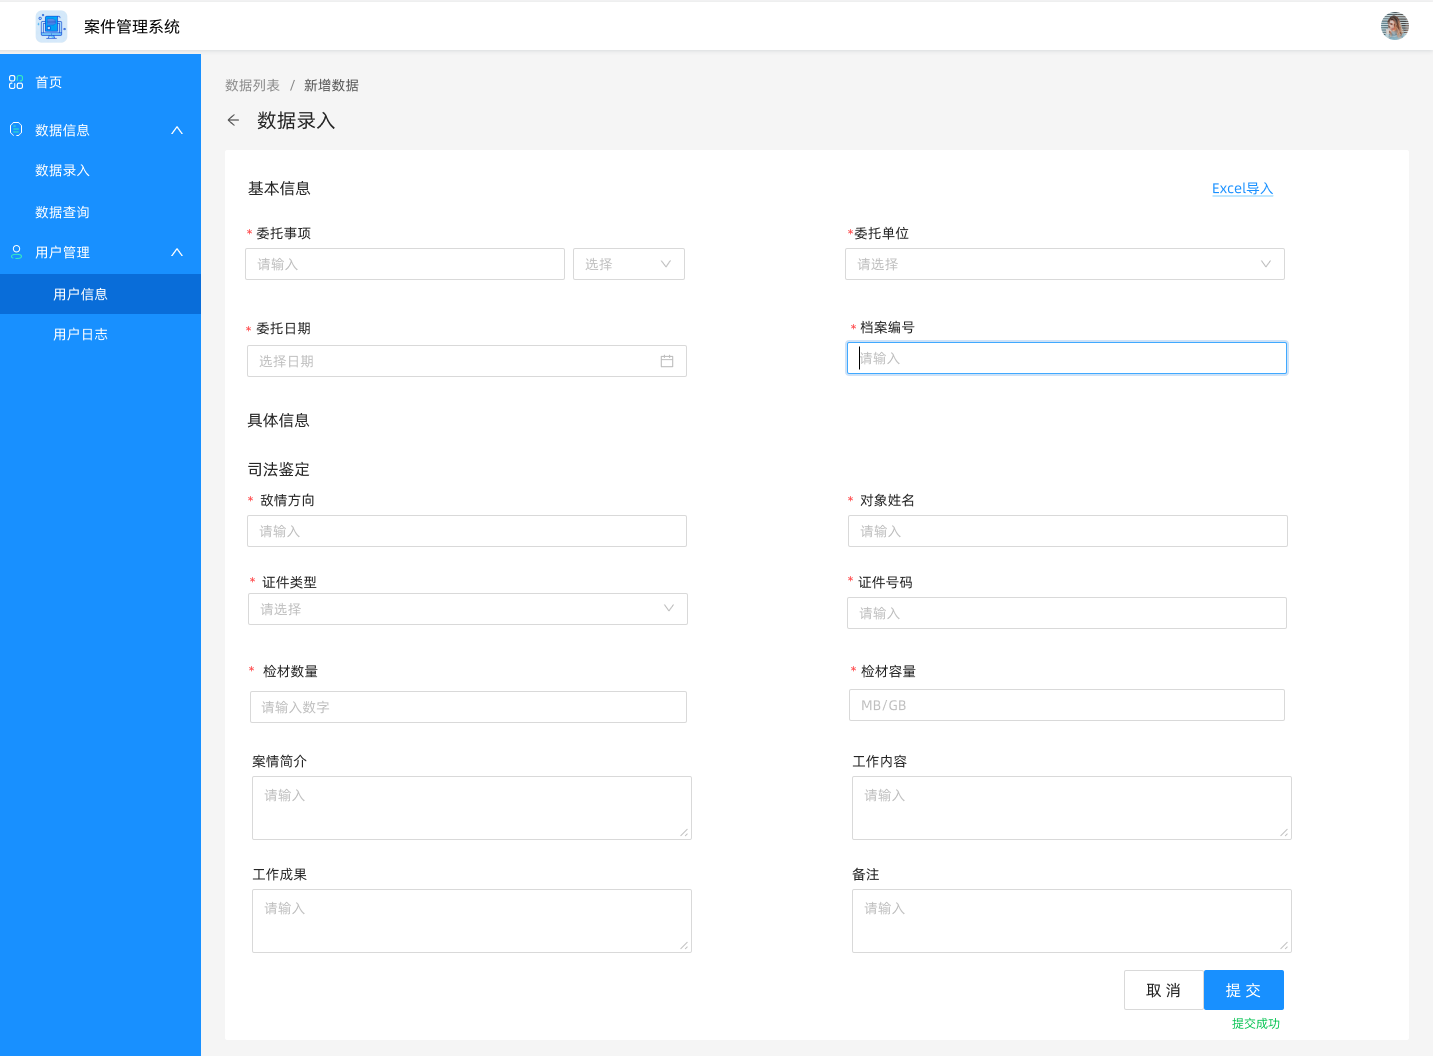 案件管理系统
首页
数据信息
数据录入
数据查询
用户管理
用户信息
用户日志
数据列表 / 新增数据
数据录入
基本信息
Excel导入
* 委托事项
请输入
选择
*委托单位
请选择
* 委托日期
选择日期
* 档案编号
请输入
具体信息
司法鉴定
* 敌情方向
请输入
* 对象姓名
请输入
* 证件类型
请选择
* 证件号码
请输入
* 检材数量
请输入数字
* 检材容量
MB/GB
案情简介
请输入
工作内容
请输入
工作成果
请输入
备注
请输入
取 消
提 交
提交成功